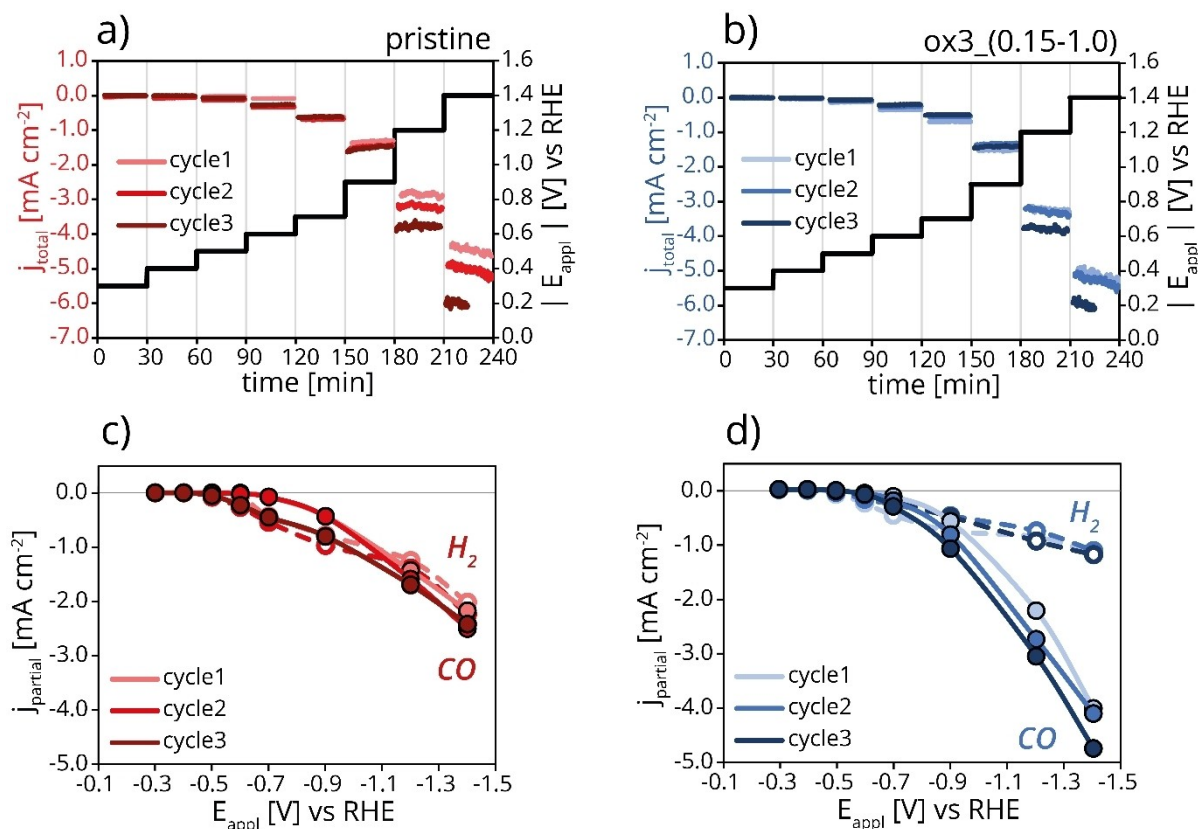 a)
pristine
1.0
0.0
-1.0
-2.0
-3.0
-4.0
-5.0
-6.0
-7.0
j_total [mA cm⁻²]
cycle1
cycle2
cycle3
1.6
1.4
1.2
1.0
0.8
0.6
0.4
0.2
0.0
| E_appl | [V] vs RHE
0 30 60 90 120 150 180 210 240
time [min]
b)
ox3_(0.15-1.0)
1.0
0.0
-1.0
-2.0
-3.0
-4.0
-5.0
-6.0
-7.0
j_total [mA cm⁻²]
cycle1
cycle2
cycle3
1.6
1.4
1.2
1.0
0.8
0.6
0.4
0.2
0.0
| E_appl | [V] vs RHE
0 30 60 90 120 150 180 210 240
time [min]
c)
0.0
-1.0
-2.0
-3.0
-4.0
-5.0
j_partial [mA cm⁻²]
H₂
CO
cycle1
cycle2
cycle3
-0.1 -0.3 -0.5 -0.7 -0.9 -1.1 -1.3 -1.5
E_appl [V] vs RHE
d)
0.0
-1.0
-2.0
-3.0
-4.0
-5.0
j_partial [mA cm⁻²]
H₂
CO
cycle1
cycle2
cycle3
-0.1 -0.3 -0.5 -0.7 -0.9 -1.1 -1.3 -1.5
E_appl [V] vs RHE